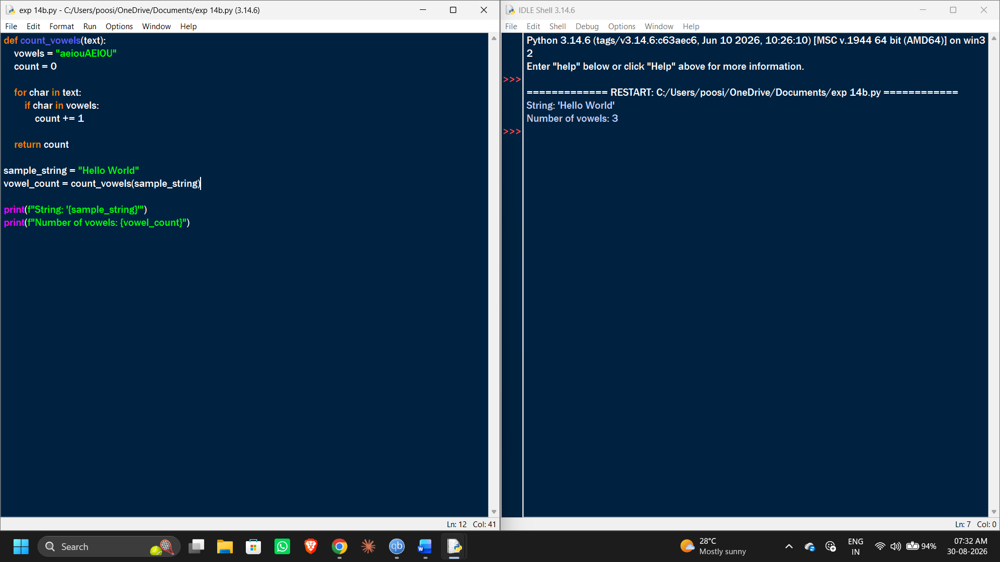 exp 14b.py - C:/Users/poosi/OneDrive/Documents/exp 14b.py (3.14.6)
File Edit Format Run Options Window Help
def count_vowels(text):
    vowels = "aeiouAEIOU"
    count = 0
    for char in text:
        if char in vowels:
            count += 1
    return count
sample_string = "Hello World"
vowel_count = count_vowels(sample_string)
print(f"String: '{sample_string}'")
print(f"Number of vowels: {vowel_count}")
Ln: 12 Col: 41
IDLE Shell 3.14.6
File Edit Shell Debug Options Window Help
Python 3.14.6 (tags/v3.14.6:c63aec6, Jun 10 2026, 10:26:10) [MSC v.1944 64 bit (AMD64)] on win3
2
Enter "help" below or click "Help" above for more information.
>>>
============= RESTART: C:/Users/poosi/OneDrive/Documents/exp 14b.py ============
String: 'Hello World'
Number of vowels: 3
>>>
Ln: 7 Col: 0
Search
qb
W
28°C
Mostly sunny
ENG
IN
94%
07:32 AM
30-08-2026